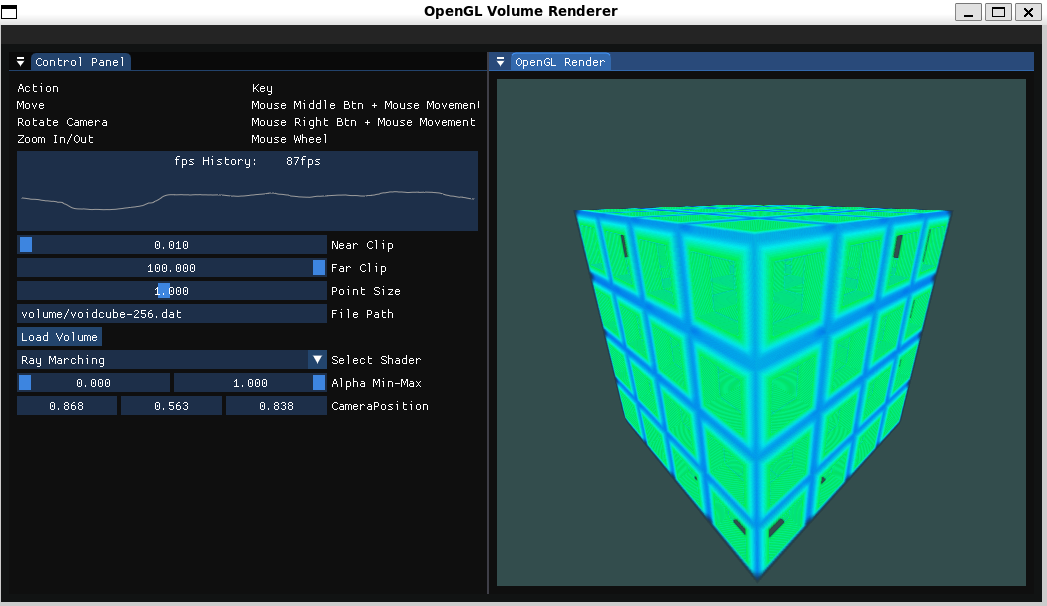 OpenGL Volume Renderer
Control Panel
Action Key
Move Mouse Middle Btn + Mouse Movement
Rotate Camera Mouse Right Btn + Mouse Movement
Zoom In/Out Mouse Wheel
fps History: 87fps
0.010 Near Clip
100.000 Far Clip
1.000 Point Size
volume/voidcube-256.dat File Path
Load Volume
Ray Marching Select Shader
0.000 1.000 Alpha Min-Max
0.868 0.563 0.838 CameraPosition
OpenGL Render